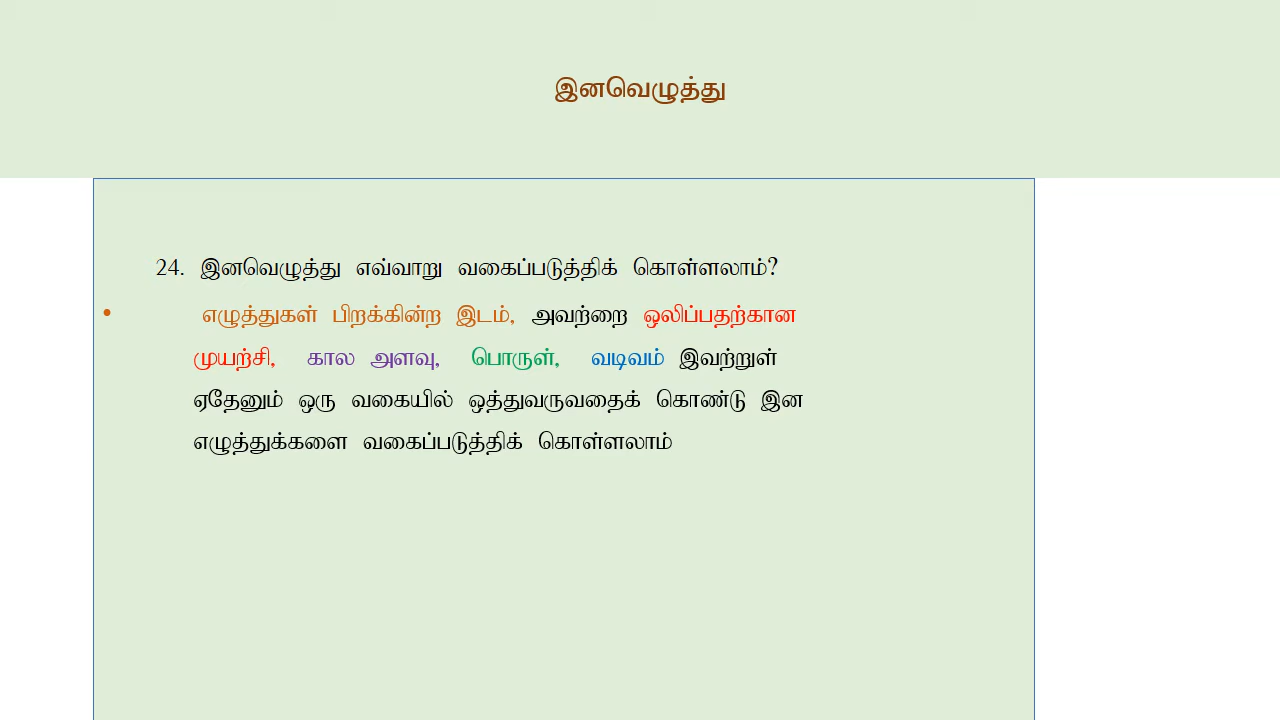 இனவெழுத்து
24. இனவெழுத்து எவ்வாறு வகைப்படுத்திக் கொள்ளலாம்?
• எழுத்துகள் பிறக்கின்ற இடம், அவற்றை ஒலிப்பதற்கான
முயற்சி, கால அளவு, பொருள், வடிவம் இவற்றுள்
ஏதேனும் ஒரு வகையில் ஒத்துவருவதைக் கொண்டு இன
எழுத்துக்களை வகைப்படுத்திக் கொள்ளலாம்